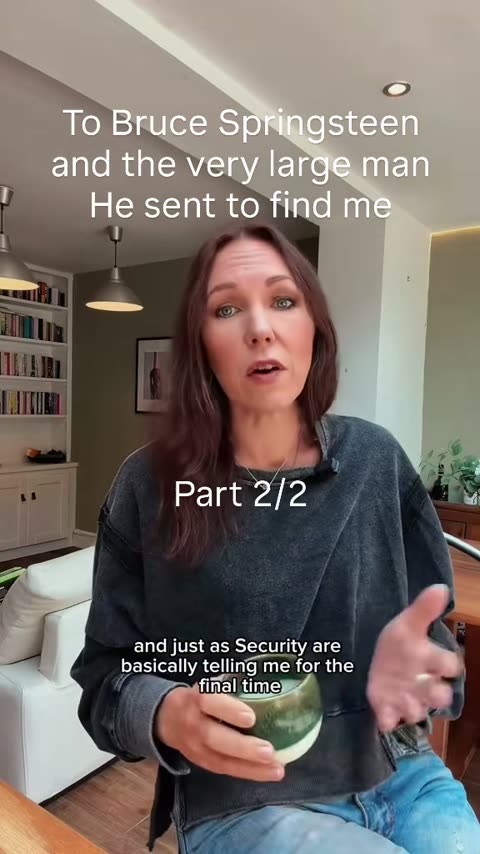 To Bruce Springsteen
and the very large man
He sent to find me
Part 2/2
and just as Security are
basically telling me for the
final time